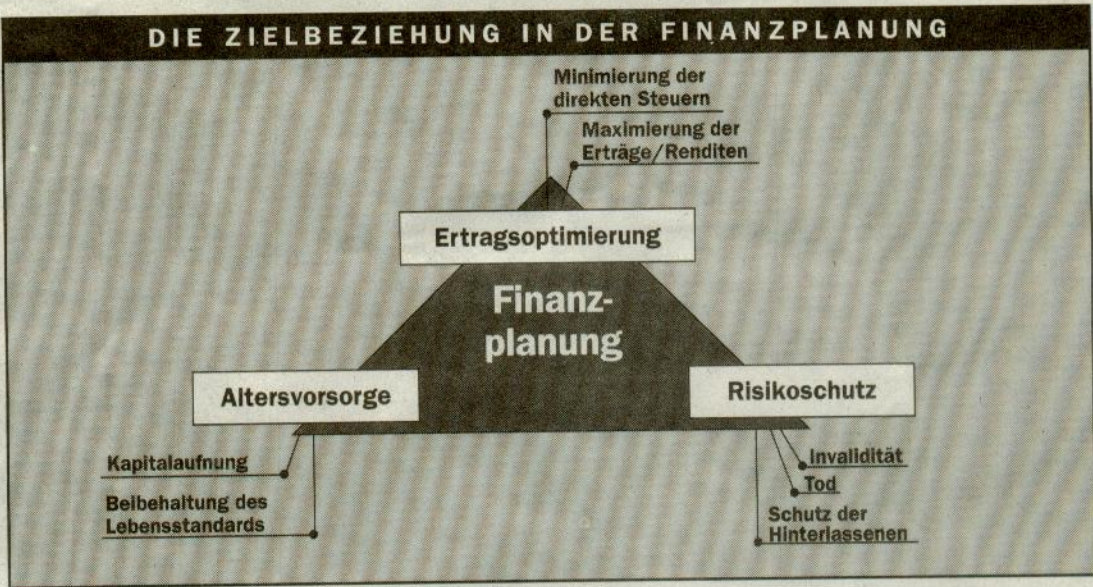 DIE ZIELBEZIEHUNG IN DER FINANZPLANUNG
Minimierung der
direkten Steuern
Maximierung der
Erträge/Renditen
Ertragsoptimierung
Finanz-
planung
Altersvorsorge
Risikoschutz
Kapitalaufnung
Beibehaltung des
Lebensstandards
Invalidität
Tod
Schutz der
Hinterlassenen